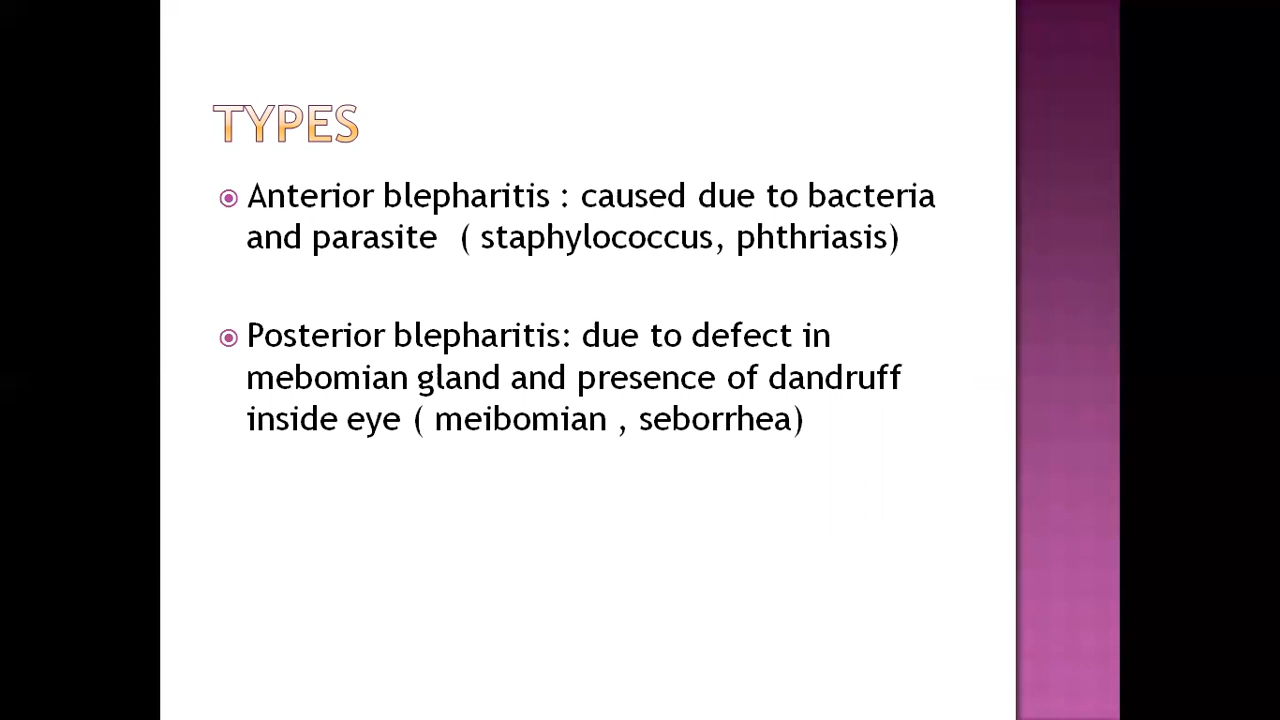 TYPES
Anterior blepharitis : caused due to bacteria
and parasite ( staphylococcus, phthriasis)
Posterior blepharitis: due to defect in
mebomian gland and presence of dandruff
inside eye ( meibomian , seborrhea)